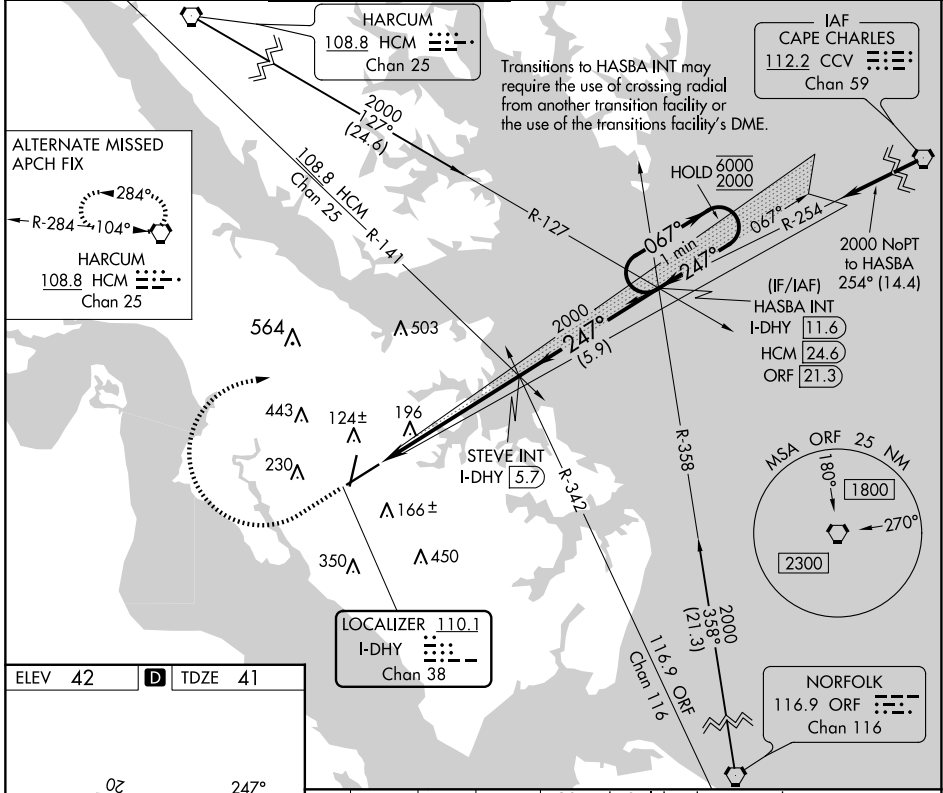 HARCUM
108.8 HCM
Chan 25
IAF
CAPE CHARLES
112.2 CCV
Chan 59
Transitions to HASBA INT may
require the use of crossing radial
from another transition facility or
the use of the transitions facility's DME.
2000
127°
(24.6)
ALTERNATE MISSED
APCH FIX
284°
R-284
104°
HARCUM
108.8 HCM
Chan 25
108.8 HCM
Chan 25
R-141
R-127
HOLD 6000
2000
067°
1 min
247°
067°
R-254
2000 NoPT
to HASBA
254° (14.4)
(IF/IAF)
HASBA INT
I-DHY 11.6
HCM 24.6
ORF 21.3
2000
247°
(5.9)
564
503
443
124±
196
230
166±
350
450
STEVE INT
I-DHY 5.7
R-342
R-358
MSA ORF 25 NM
180°
1800
270°
2300
LOCALIZER 110.1
I-DHY
Chan 38
116.9 ORF
Chan 116
2000
358°
(21.3)
NORFOLK
116.9 ORF
Chan 116
ELEV 42
D
TDZE 41
20
247°